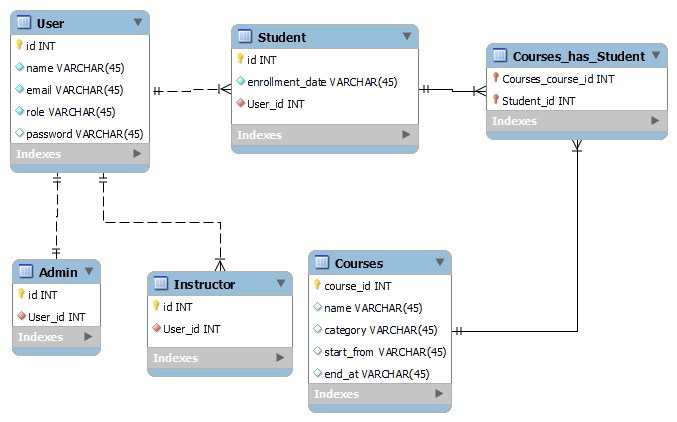 User
id INT
name VARCHAR(45)
email VARCHAR(45)
role VARCHAR(45)
password VARCHAR(45)
Indexes
Student
id INT
enrollment_date VARCHAR(45)
User_id INT
Indexes
Courses_has_Student
Courses_course_id INT
Student_id INT
Indexes
Admin
id INT
User_id INT
Indexes
Instructor
id INT
User_id INT
Indexes
Courses
course_id INT
name VARCHAR(45)
category VARCHAR(45)
start_from VARCHAR(45)
end_at VARCHAR(45)
Indexes